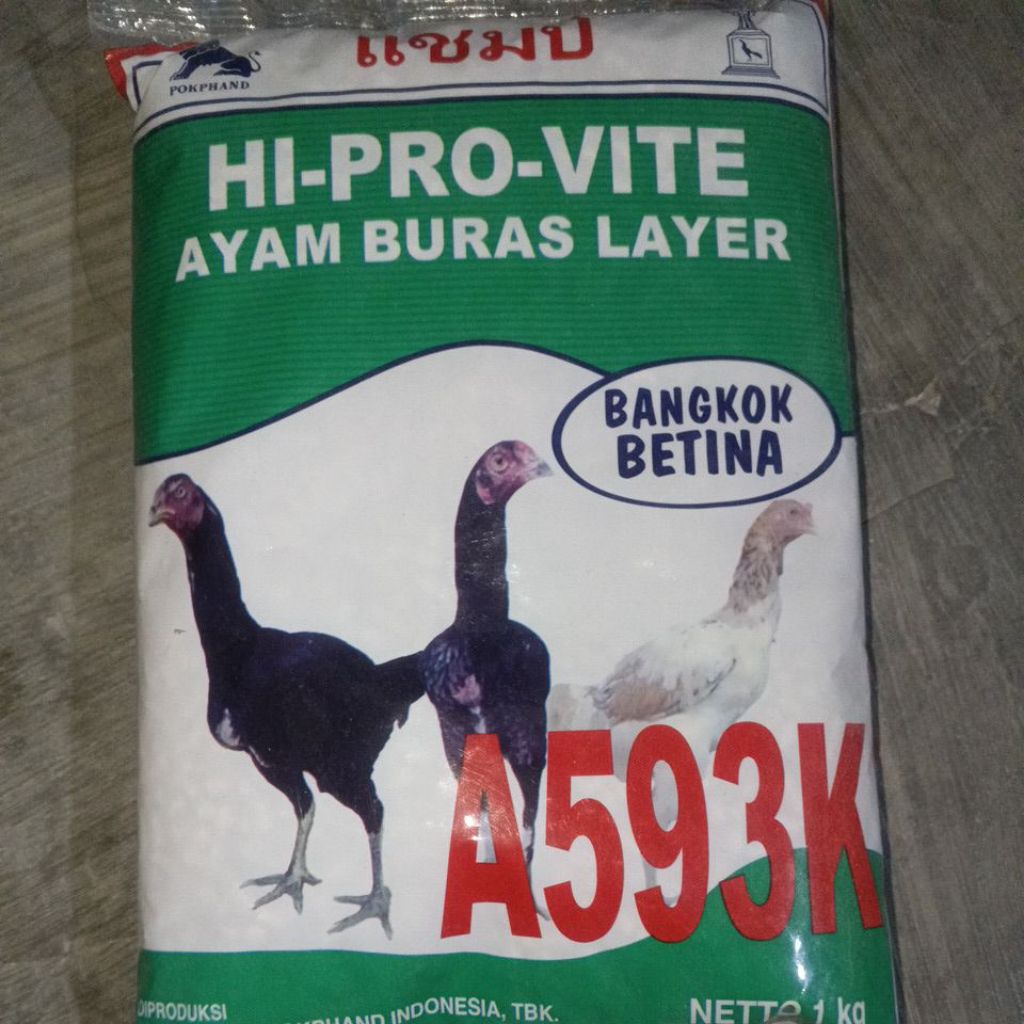 แชมป์
POKPHAND
HI-PRO-VITE
AYAM BURAS LAYER
BANGKOK
BETINA
A593K
DIPRODUKSI
INDONESIA, TBK.
NETTO 1 kg